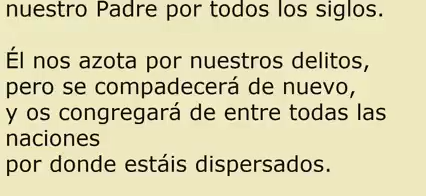 nuestro Padre por todos los siglos.
Él nos azota por nuestros delitos,
pero se compadecerá de nuevo,
y os congregará de entre todas las
naciones
por donde estáis dispersados.